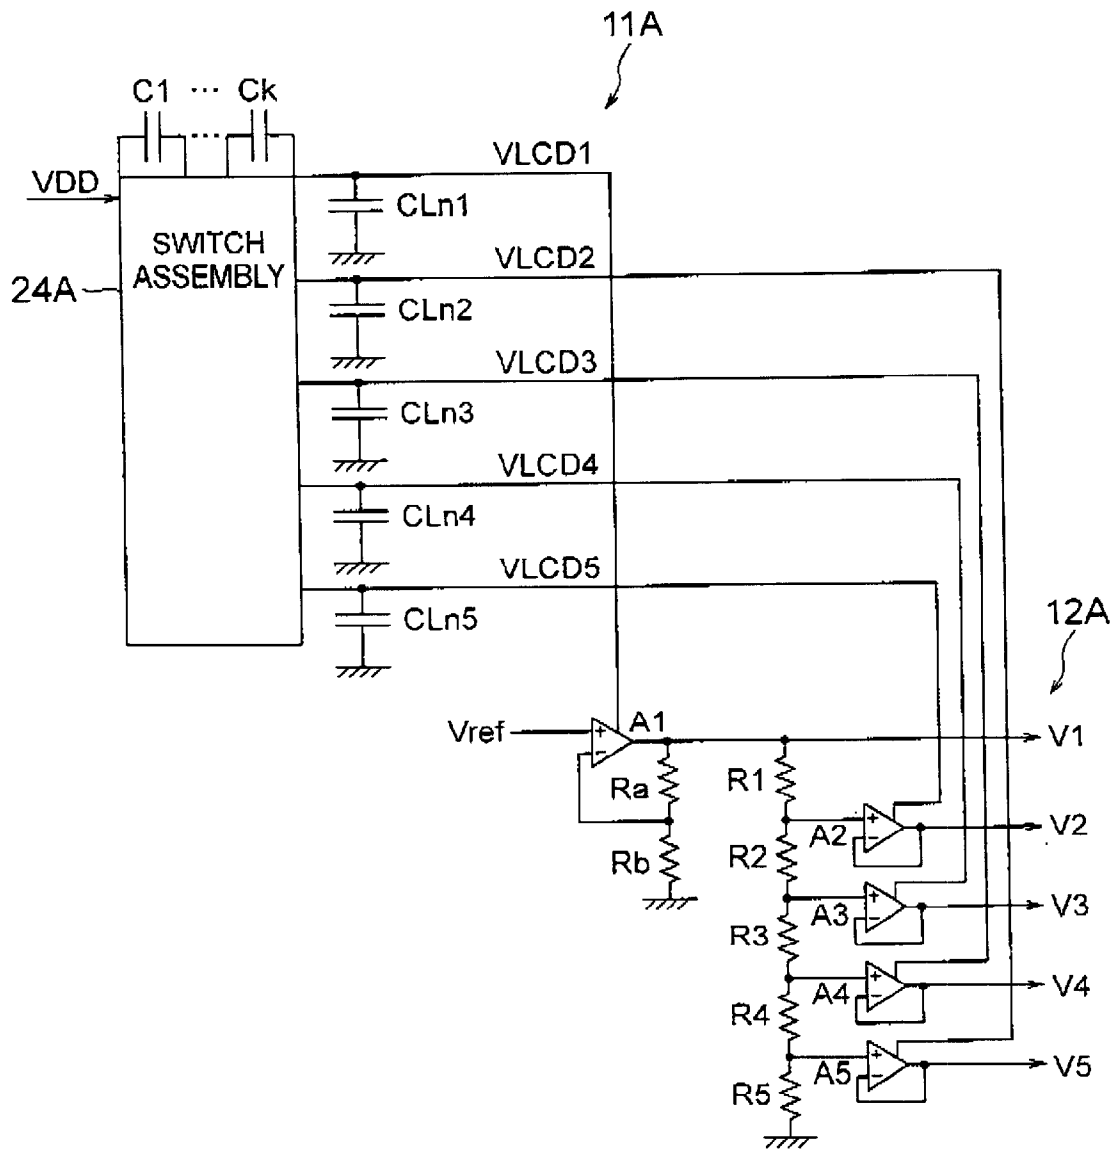 11A
C1 ... Ck
VLCD1
VDD
CLn1
SWITCH
ASSEMBLY
VLCD2
24A
CLn2
VLCD3
CLn3
VLCD4
CLn4
VLCD5
CLn5
12A
Vref
+
−
A1
V1
Ra
R1
A2
+
−
V2
Rb
R2
A3
+
−
V3
R3
A4
+
−
V4
R4
A5
+
−
V5
R5